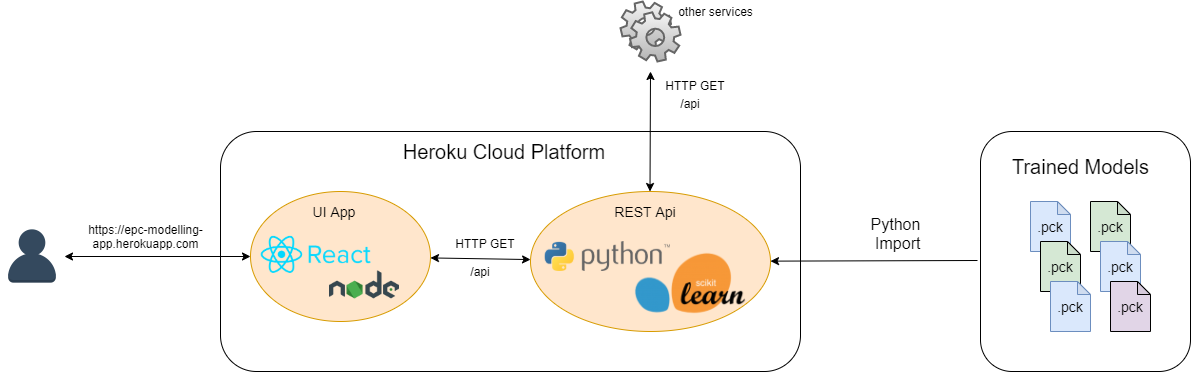 other services
HTTP GET
/api
Heroku Cloud Platform
Trained Models
https://epc-modelling-
app.herokuapp.com
UI App
React
node
HTTP GET
/api
REST Api
python™
scikit
learn
Python
Import
.pck
.pck
.pck
.pck
.pck
.pck